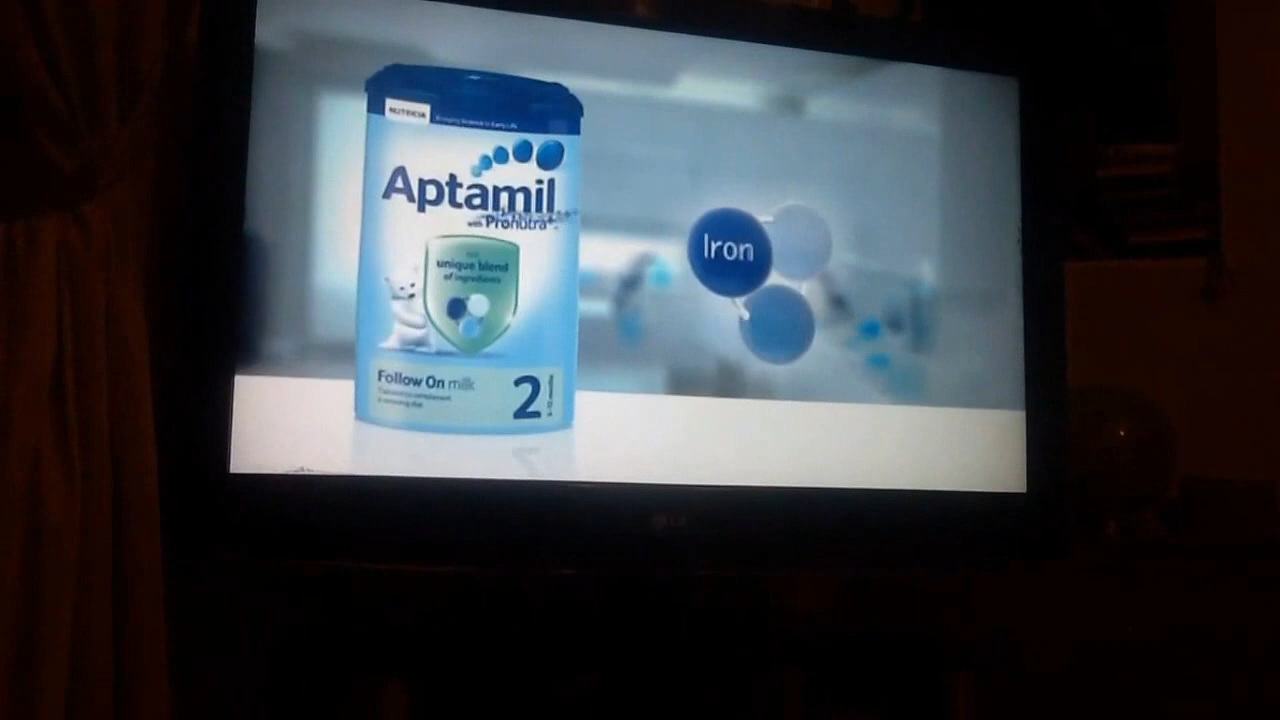 NUTRICIA
Aptamil
with Pronutra+
unique blend
of ingredients
Follow On milk
2
Iron
LG